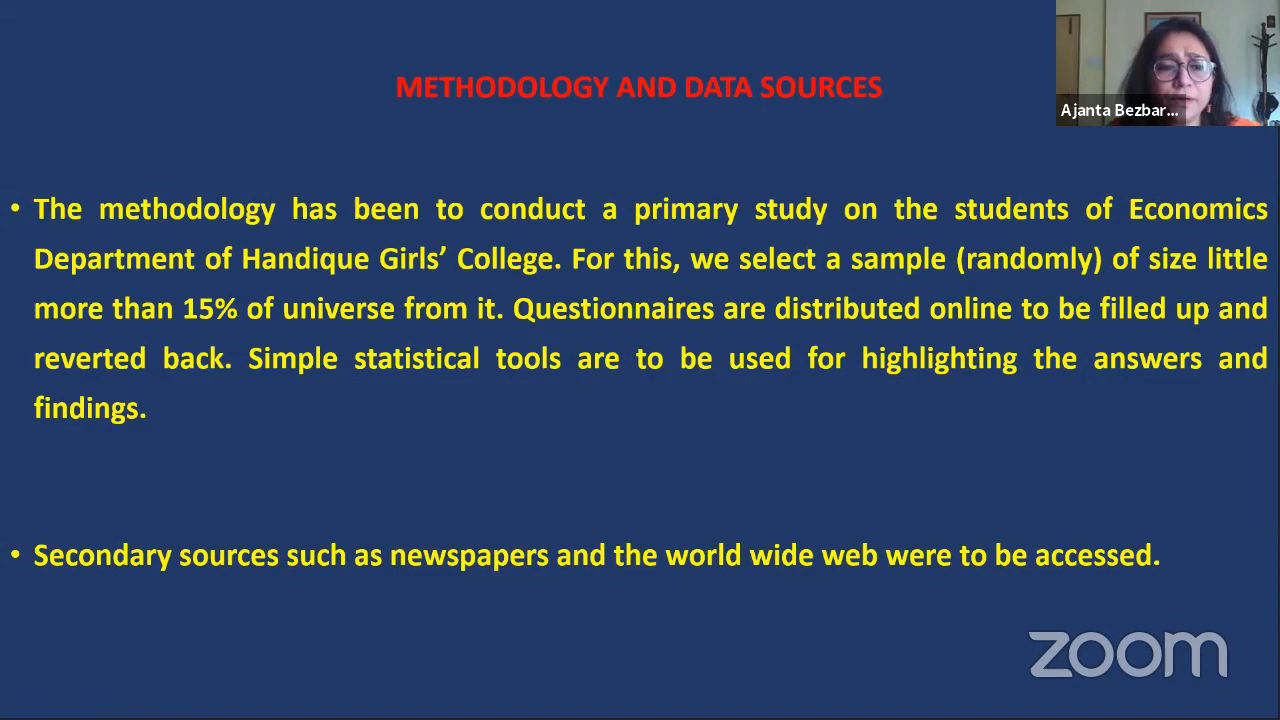 METHODOLOGY AND DATA SOURCES
Ajanta Bezbar...
• The methodology has been to conduct a primary study on the students of Economics
Department of Handique Girls’ College. For this, we select a sample (randomly) of size little
more than 15% of universe from it. Questionnaires are distributed online to be filled up and
reverted back. Simple statistical tools are to be used for highlighting the answers and
findings.
• Secondary sources such as newspapers and the world wide web were to be accessed.
zoom